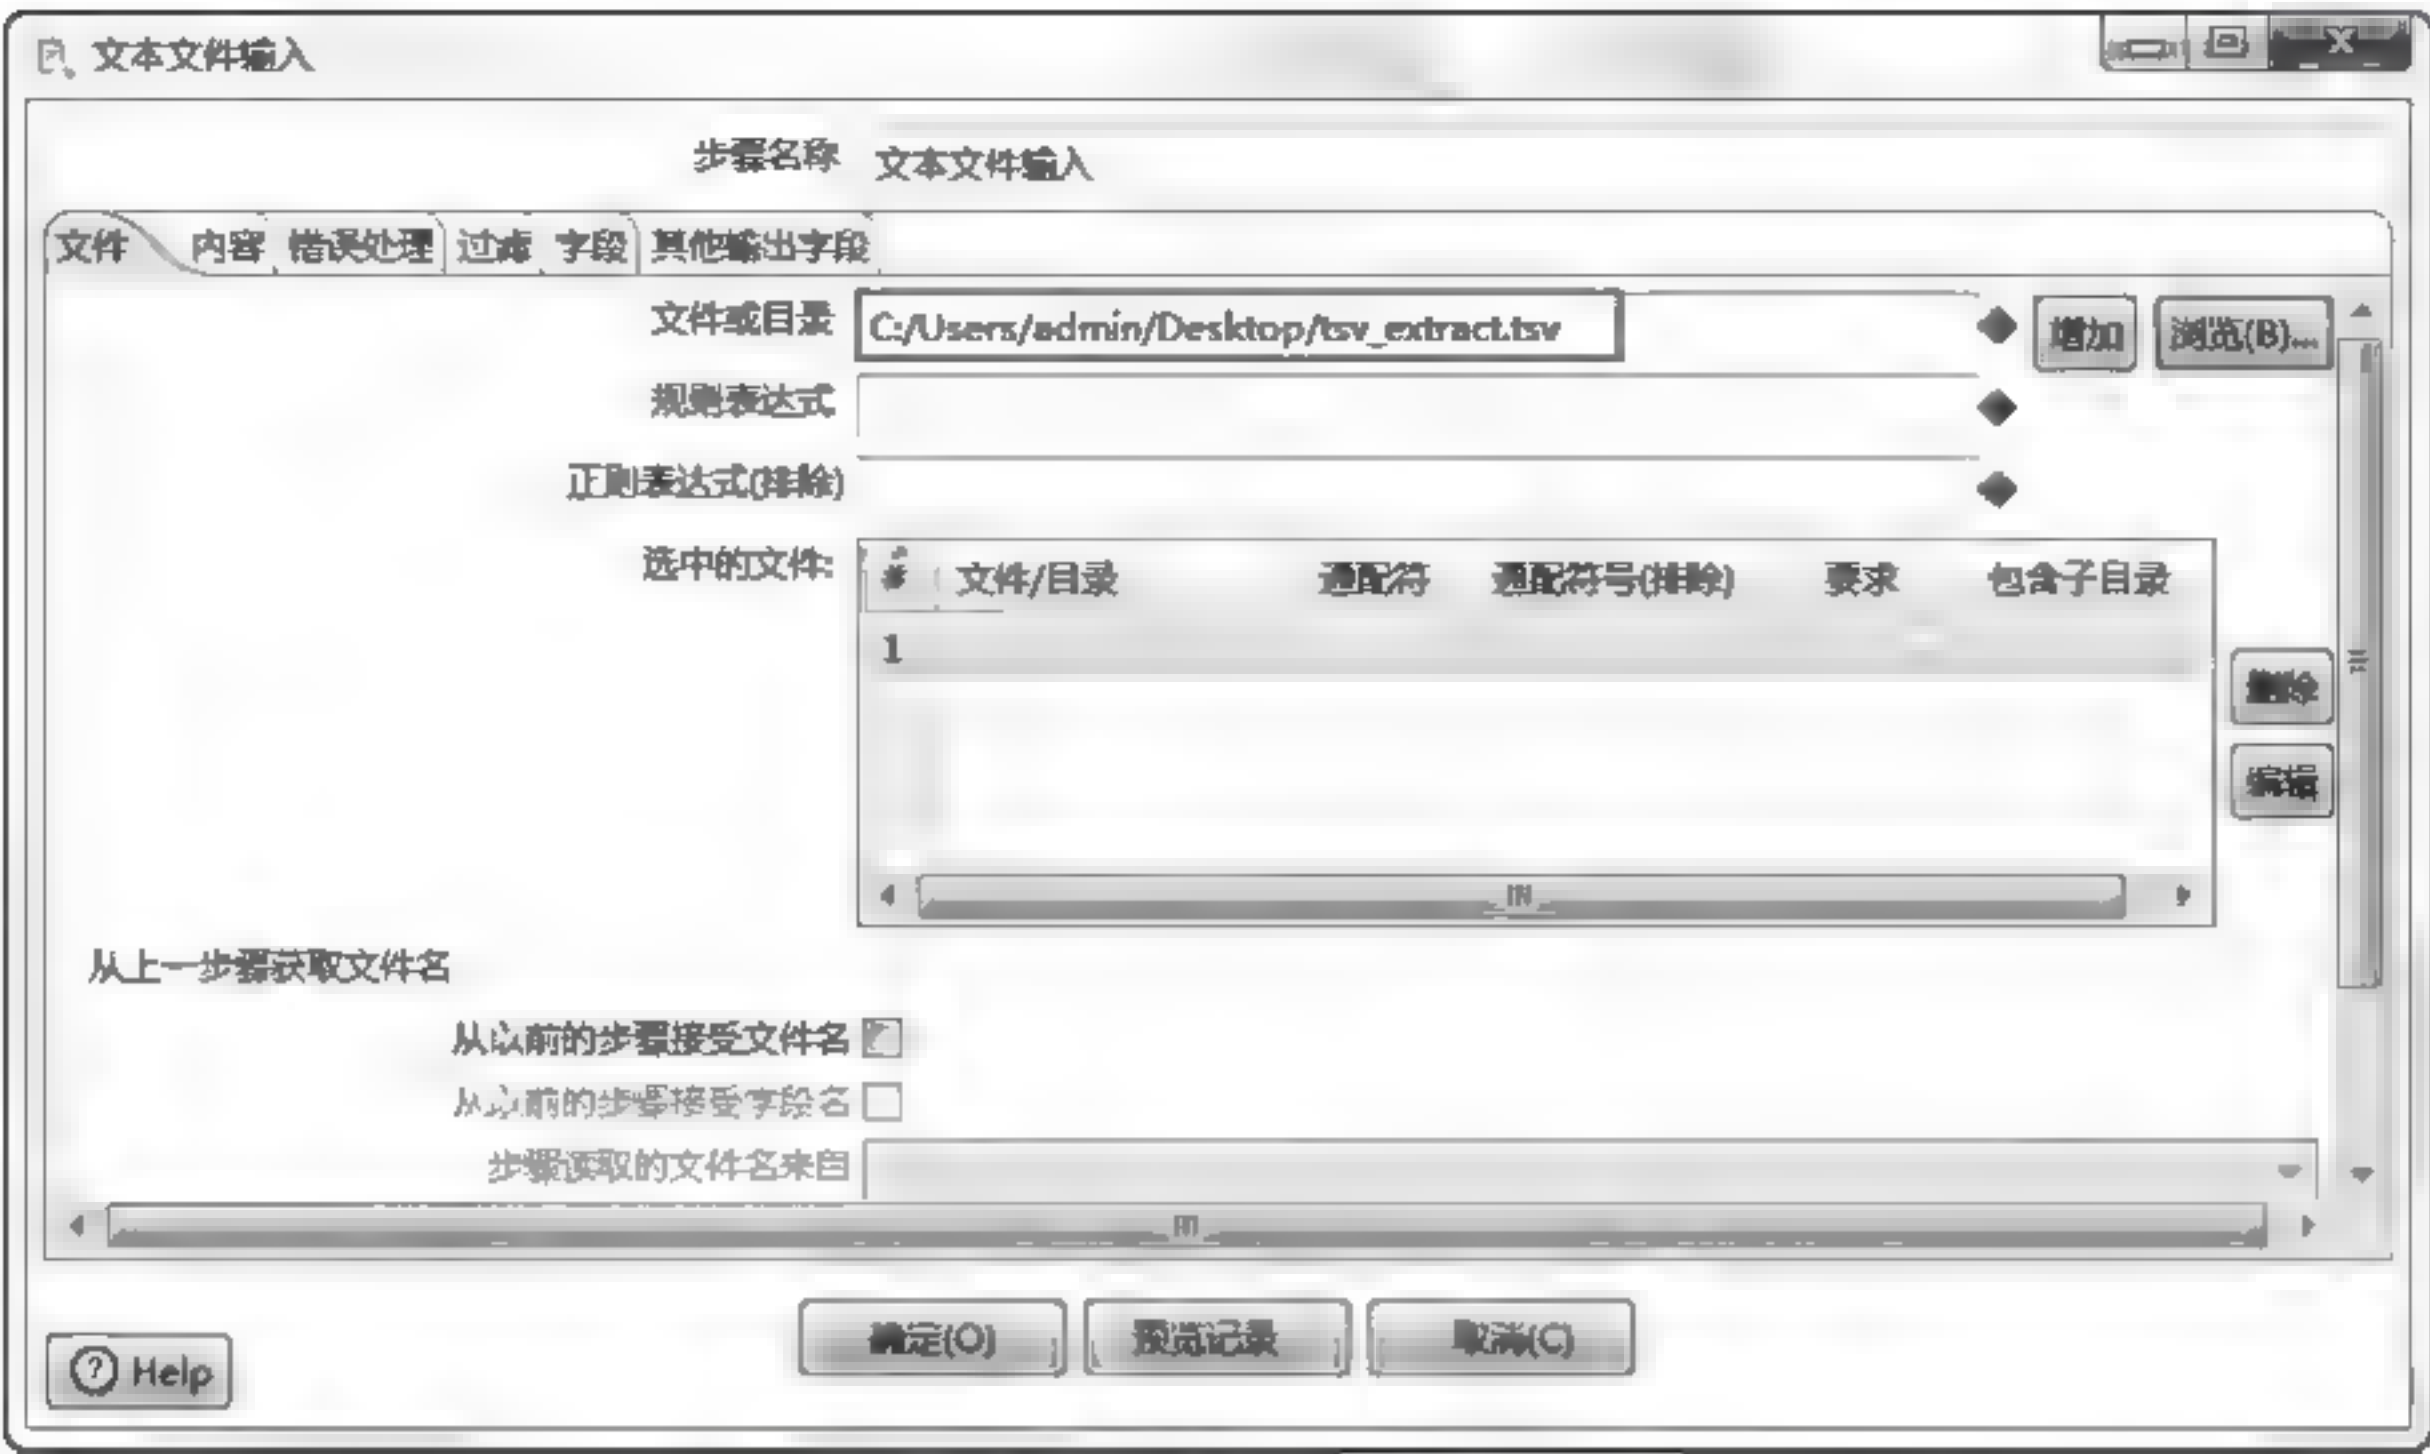 文本文件输入
步骤名称 文本文件输入
文件 内容 错误处理 过滤 字段 其他输出字段
文件或目录 C:/Users/admin/Desktop/tsv_extract.tsv 增加 浏览(B)...
规则表达式
正则表达式(排除)
选中的文件:
# 文件/目录 通配符 通配符号(排除) 要求 包含子目录
1
删除
编辑
从上一步骤获取文件名
从以前的步骤接受文件名
从以前的步骤接受字段名
步骤读取的文件名来自
确定(O) 预览记录 取消(C)
Help